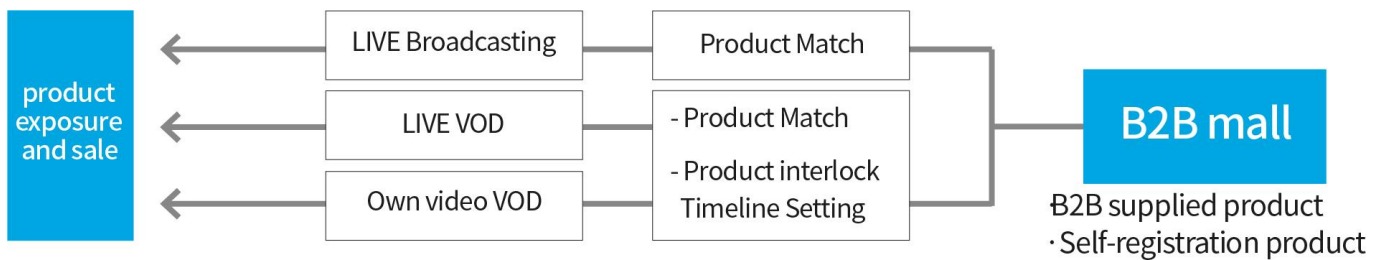 product
exposure
and sale
LIVE Broadcasting
LIVE VOD
Own video VOD
Product Match
- Product Match
- Product interlock
Timeline Setting
B2B mall
·B2B supplied product
· Self-registration product